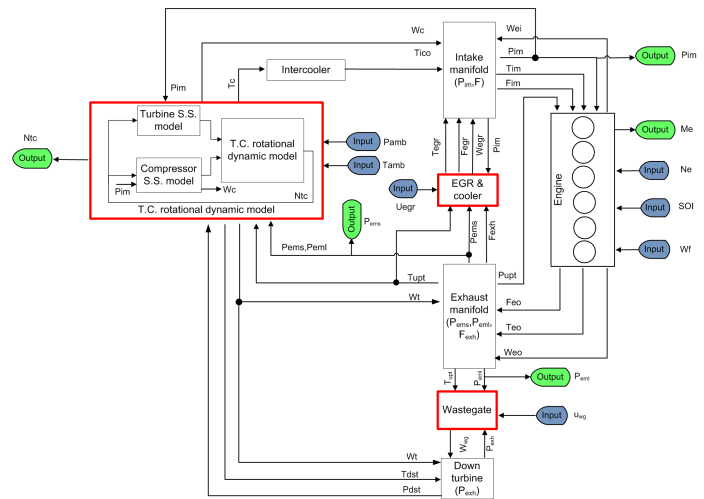 Wc
Wei
Tico
Pim
Intake
manifold
(Pim,F)
Output
Pim
Tim
Fim
Tc
Intercooler
Pim
Turbine S.S.
model
T.C. rotational
dynamic model
Compressor
S.S. model
Pim
Wc
Ntc
T.C. rotational dynamic model
Ntc
Output
Input
Pamb
Input
Tamb
Tegr
Fegr
Wegr
Pim
Input
Uegr
EGR &
cooler
Engine
Output
Me
Input
Ne
Input
SOI
Input
Wf
Output
Pems
Pems,Peml
Pems
Fexh
Tupt
Wt
Exhaust
manifold
(Pems,Peml,
Fexh)
Pupt
Feo
Teo
Weo
Tupt
Peml
Output
Peml
Wastegate
Input
uwg
Wwg
Pexh
Wt
Tdst
Pdst
Down
turbine
(Pexh)